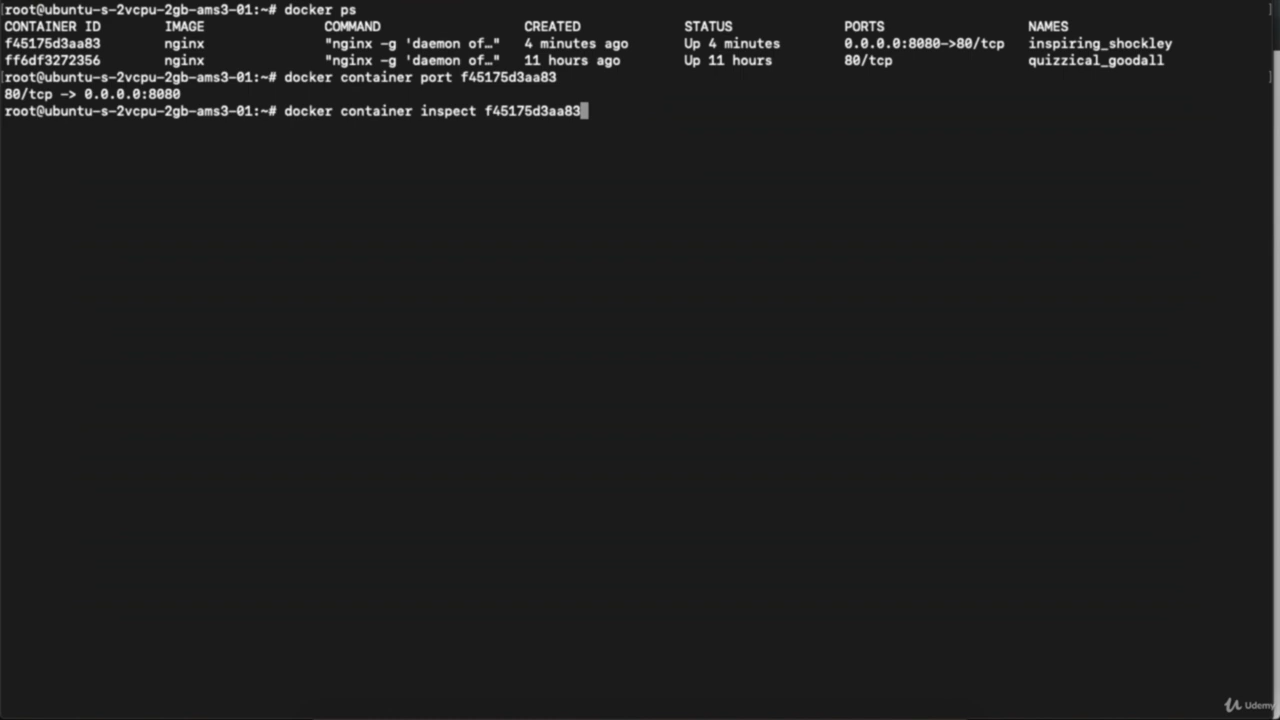 [root@ubuntu-s-2vcpu-2gb-ams3-01:~# docker ps ]
CONTAINER ID IMAGE COMMAND CREATED STATUS PORTS NAMES
f45175d3aa83 nginx "nginx -g 'daemon of…" 4 minutes ago Up 4 minutes 0.0.0.0:8080->80/tcp inspiring_shockley
ff6df3272356 nginx "nginx -g 'daemon of…" 11 hours ago Up 11 hours 80/tcp quizzical_goodall
[root@ubuntu-s-2vcpu-2gb-ams3-01:~# docker container port f45175d3aa83 ]
80/tcp -> 0.0.0.0:8080
root@ubuntu-s-2vcpu-2gb-ams3-01:~# docker container inspect f45175d3aa83
Udemy